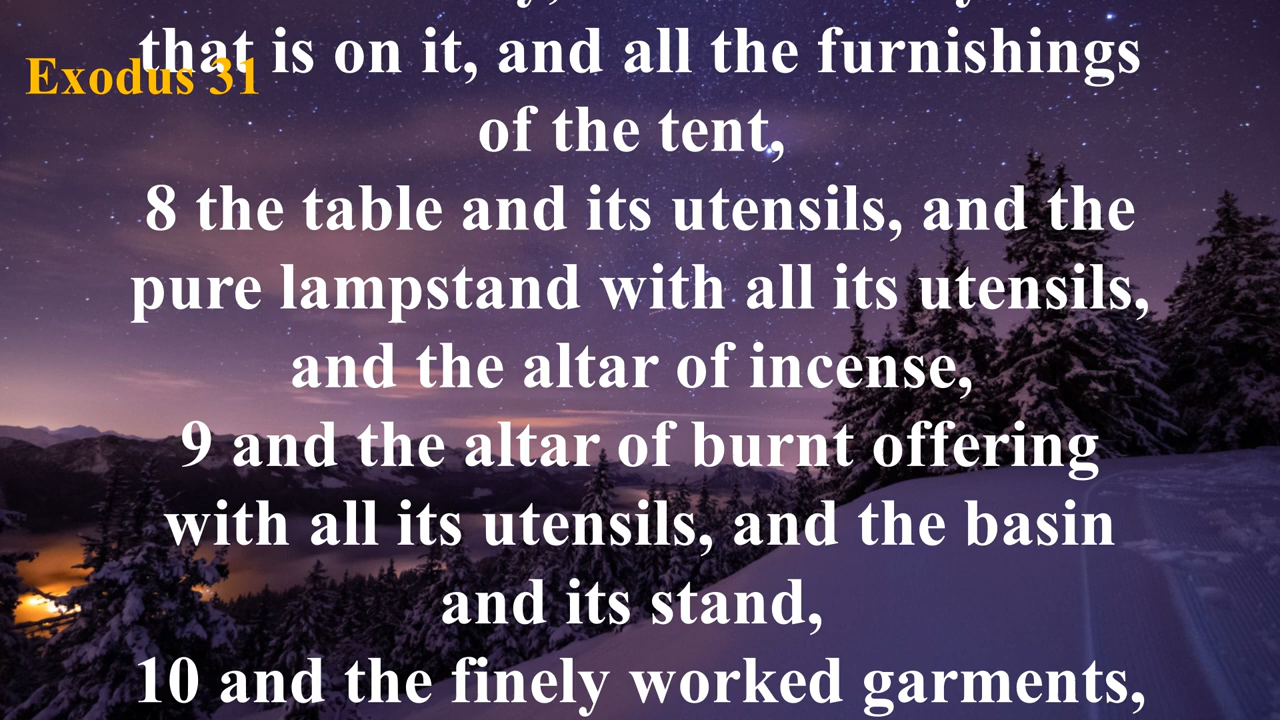 Exodus 31
that is on it, and all the furnishings
of the tent,
8 the table and its utensils, and the
pure lampstand with all its utensils,
and the altar of incense,
9 and the altar of burnt offering
with all its utensils, and the basin
and its stand,
10 and the finely worked garments,